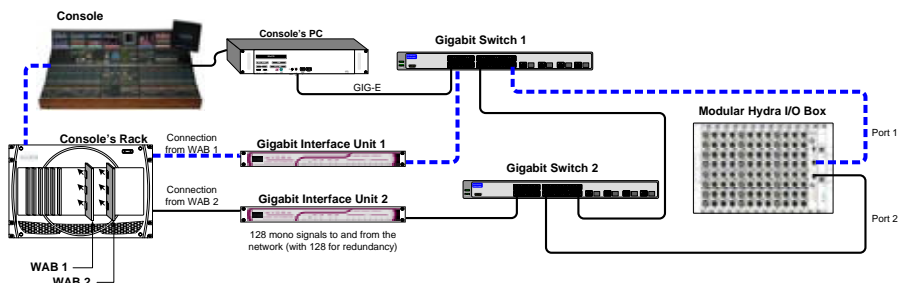 Console
Console's PC
Gigabit Switch 1
GIG-E
Modular Hydra I/O Box
Port 1
Console's Rack
Connection
from WAB 1
Gigabit Interface Unit 1
Gigabit Switch 2
Connection
from WAB 2
Gigabit Interface Unit 2
Port 2
128 mono signals to and from the
network (with 128 for redundancy)
WAB 1
WAB 2